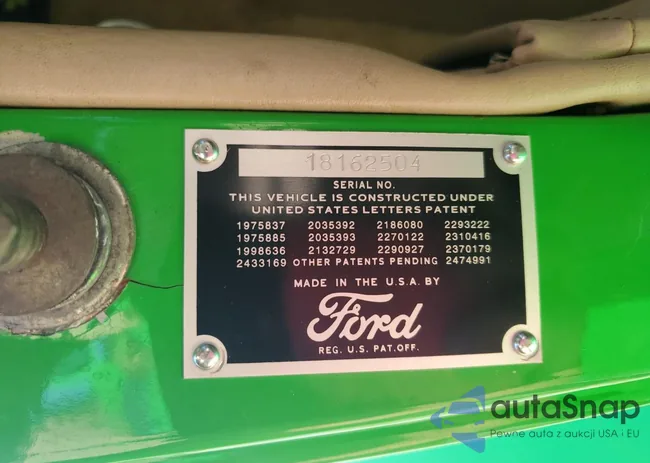 18162504
SERIAL NO.
THIS VEHICLE IS CONSTRUCTED UNDER
UNITED STATES LETTERS PATENT
1975837 2035392 2186080 2293222
1975885 2035393 2270122 2310416
1998636 2132729 2290927 2370179
2433169 OTHER PATENTS PENDING 2474991
MADE IN THE U.S.A. BY
Ford
REG. U.S. PAT. OFF.
autaSnap
Pewne auta z aukcji USA i EU